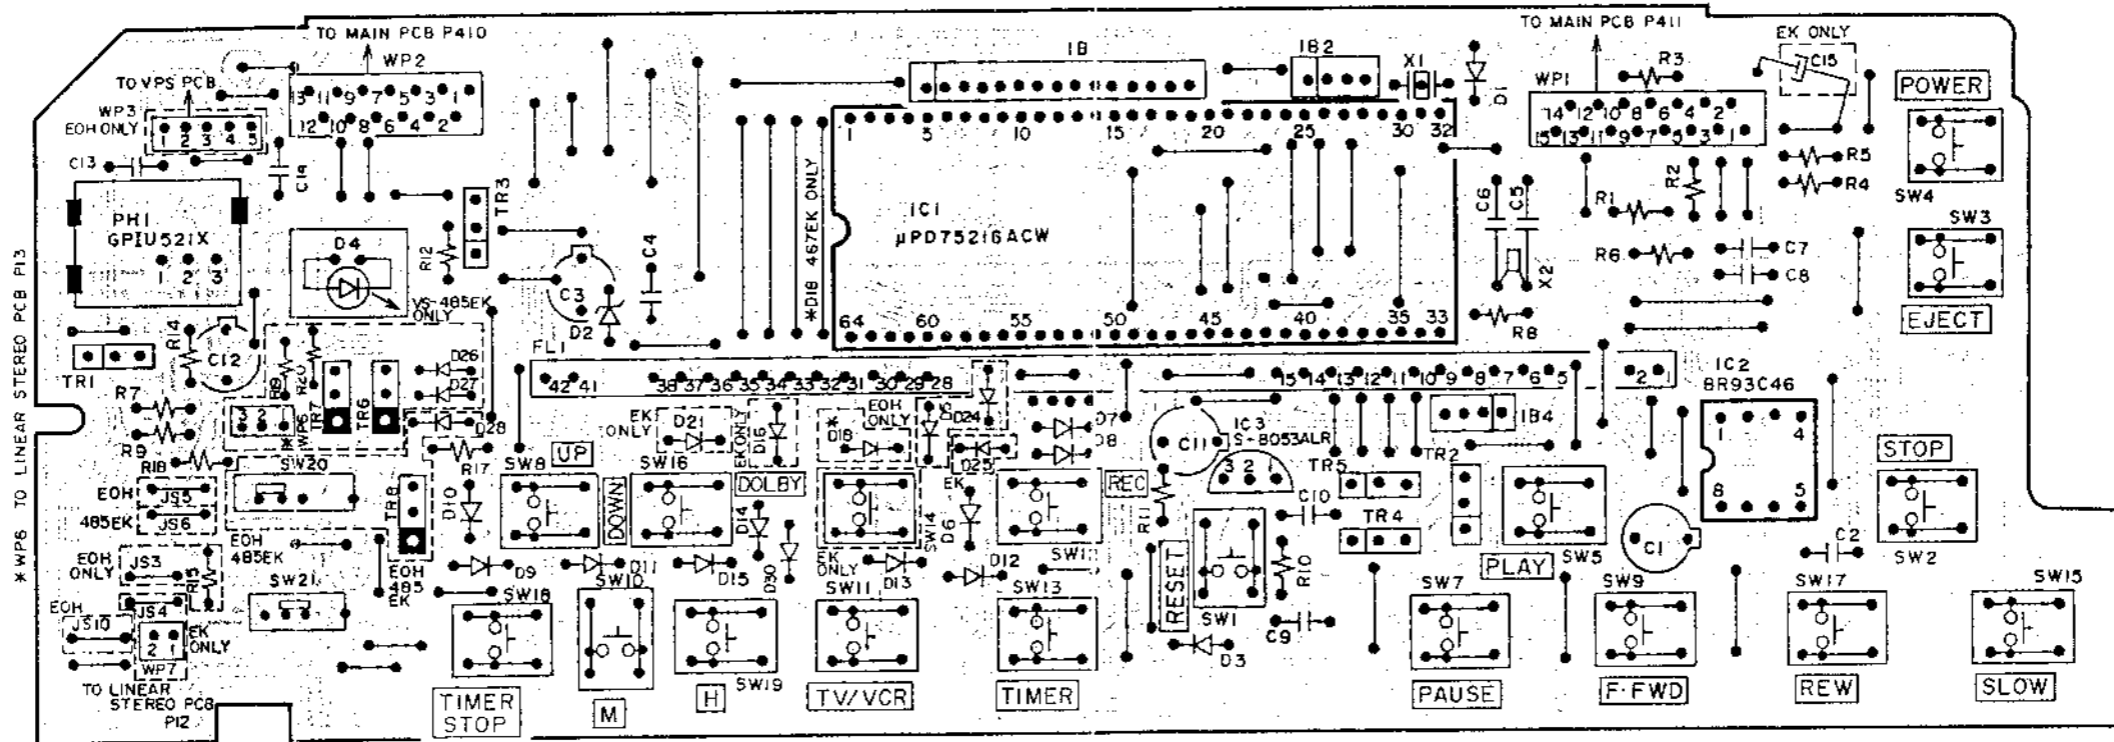 TO MAIN PCB P410
WP2
TO VPS PCB
WP3
EOH ONLY
13 11 9 7 5 3 1
12 10 8 6 4 2
1 2 3 4 5
C13
C14
PH1
GPIU521X
1 2 3
D4
VS-485EK
ONLY
R12
TR3
C3
D2
C4
*D18 467EK ONLY
IB
IB2
X1
D1
1 5 10 15 20 25 30 32
IC1
μPD75216ACW
64 60 55 50 45 40 35 33
TO MAIN PCB P411
WP1
R3
14 12 10 8 6 4 2
15 13 11 9 7 5 3 1
EK ONLY
C15
POWER
SW4
R5
R4
R2
R1
R6
C6
C5
X2
R8
C7
C8
SW3
EJECT
*WP6 TO LINEAR STEREO PCB P13
TR1
R14
C12
R7
R9
R18
R19
R20
TR7
TR6
D26
D27
D28
3 2 1
*WP6
R17
FL1
42 41 38 37 36 35 34 33 32 31 30 29 28
15 14 13 12 11 10 9 8 7 6 5 2 1
IC2
BR93C46
1 4
8 5
EK
ONLY
D21
EK ONLY
D16
*
D18
EOH
ONLY
D5
D24
D25
EK
D7
D8
C11
IC3
S-8053ALR
3 2 1
IB4
TR5
TR2
TR4
SW20
EOH
JS5
485EK
JS6
EOH
485EK
TR8
EOH
485
EK
D10
SW8
UP
DOWN
SW16
DOLBY
D14
D30
SW14
EK
ONLY
D6
REC
SW1
R11
C10
R10
PLAY
SW5
C1
C2
STOP
SW2
EOH
ONLY
JS3
R15
SW21
D9
D11
D15
D13
D12
RESET
SW1
C9
D3
JS4
EOH
JS10
2 1
EK
ONLY
WP7
TO LINEAR
STEREO PCB
P12
SW18
SW10
SW19
SW11
SW13
SW7
SW9
SW17
SW15
TIMER
STOP
M
H
TV/VCR
TIMER
PAUSE
F·FWD
REW
SLOW